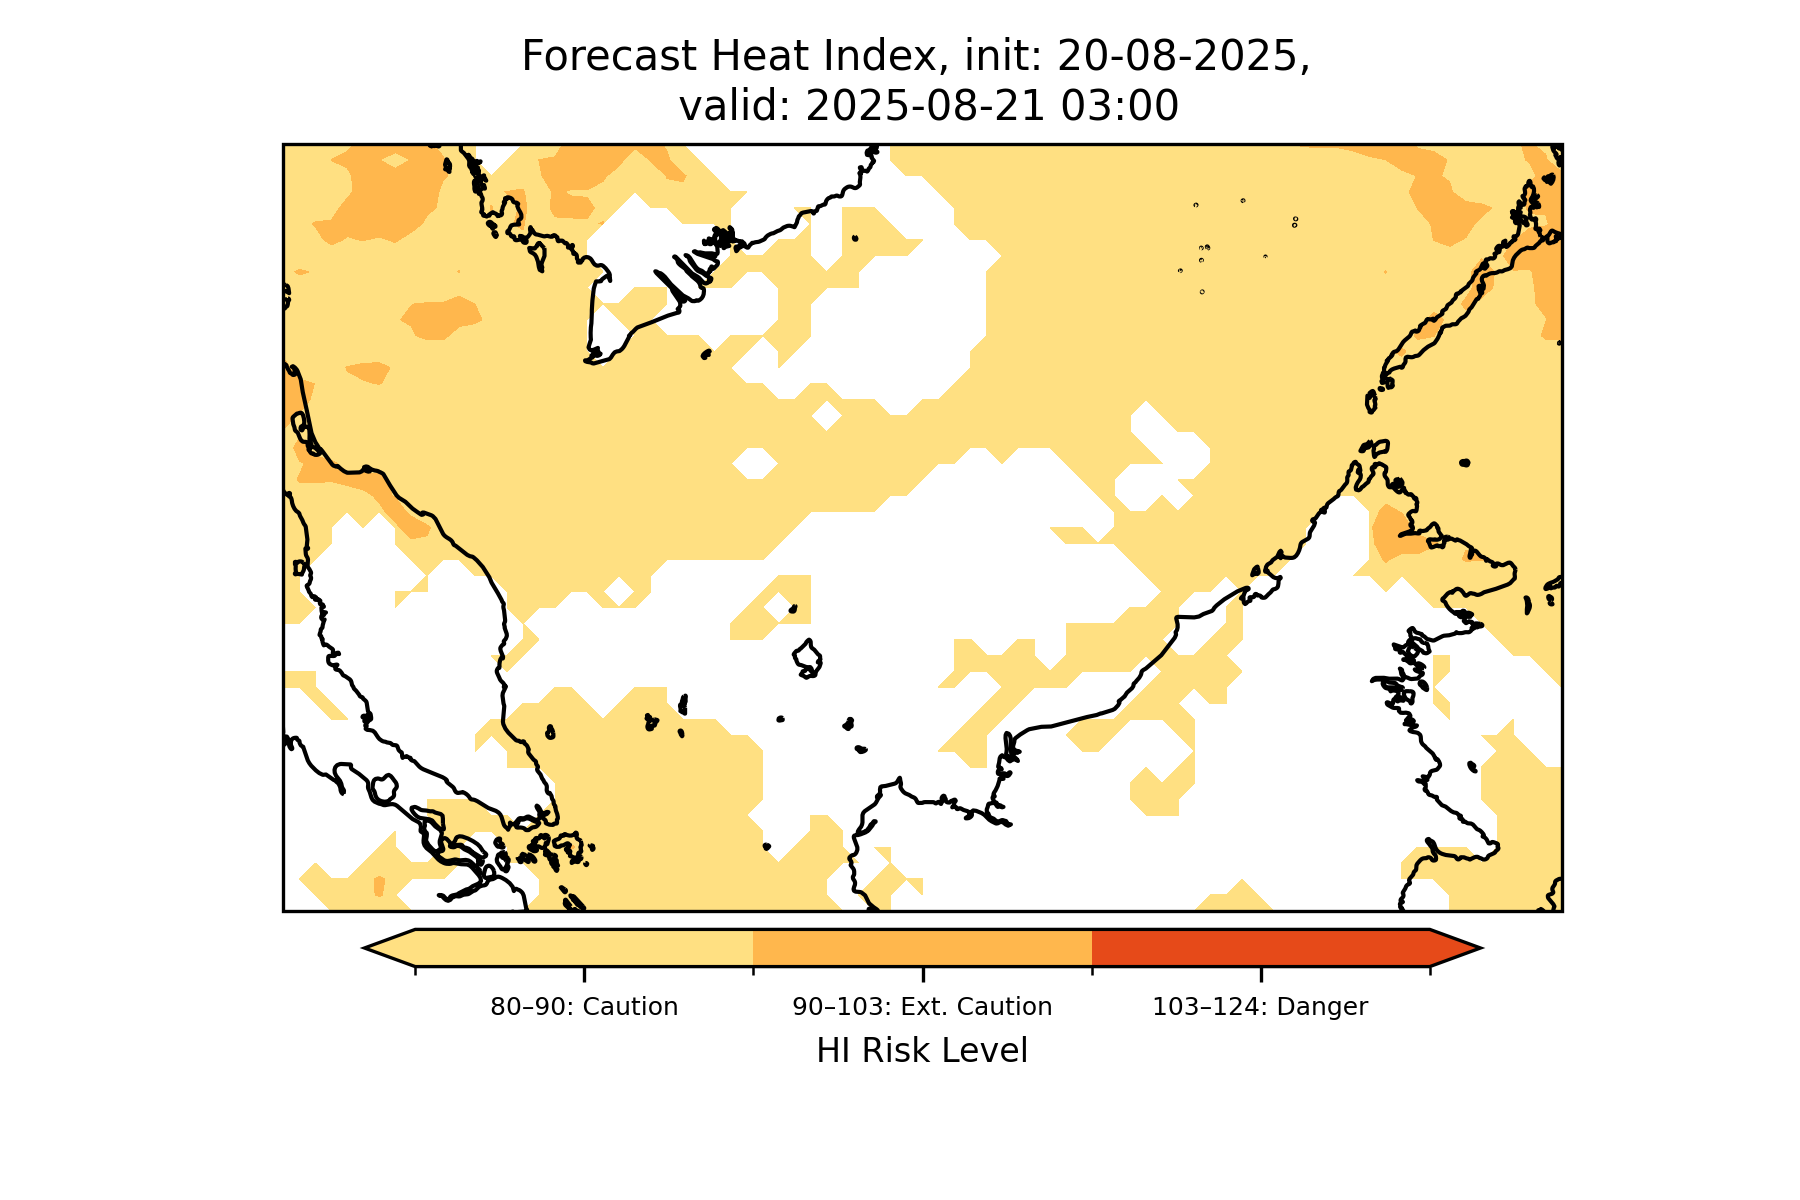 Forecast Heat Index, init: 20-08-2025,
valid: 2025-08-21 03:00
80–90: Caution
90–103: Ext. Caution
103–124: Danger
HI Risk Level